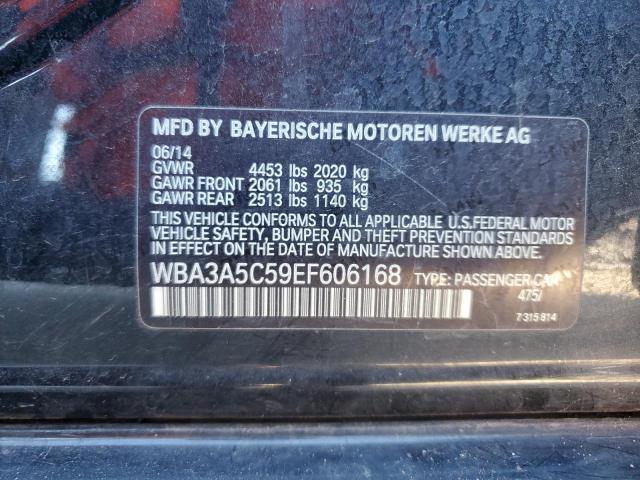 MFD BY BAYERISCHE MOTOREN WERKE AG
06/14
GVWR 4453 lbs 2020 kg
GAWR FRONT 2061 lbs 935 kg
GAWR REAR 2513 lbs 1140 kg
THIS VEHICLE CONFORMS TO ALL APPLICABLE U.S.FEDERAL MOTOR
VEHICLE SAFETY, BUMPER AND THEFT PREVENTION STANDARDS
IN EFFECT ON THE DATE OF MANUFACTURE SHOWN ABOVE.
WBA3A5C59EF606168 TYPE: PASSENGER CAR
475/
7315814